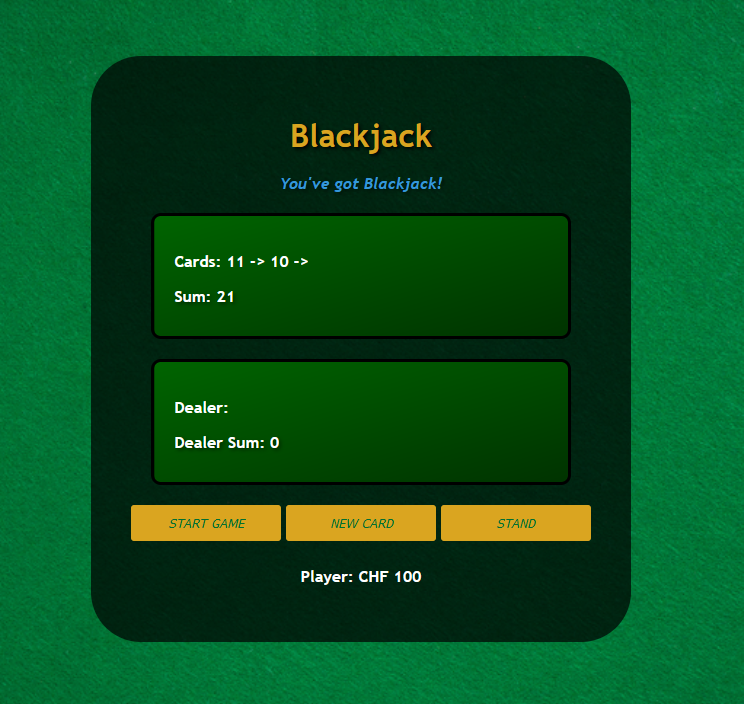 Blackjack
You've got Blackjack!
Cards: 11 -> 10 ->
Sum: 21
Dealer:
Dealer Sum: 0
START GAME
NEW CARD
STAND
Player: CHF 100